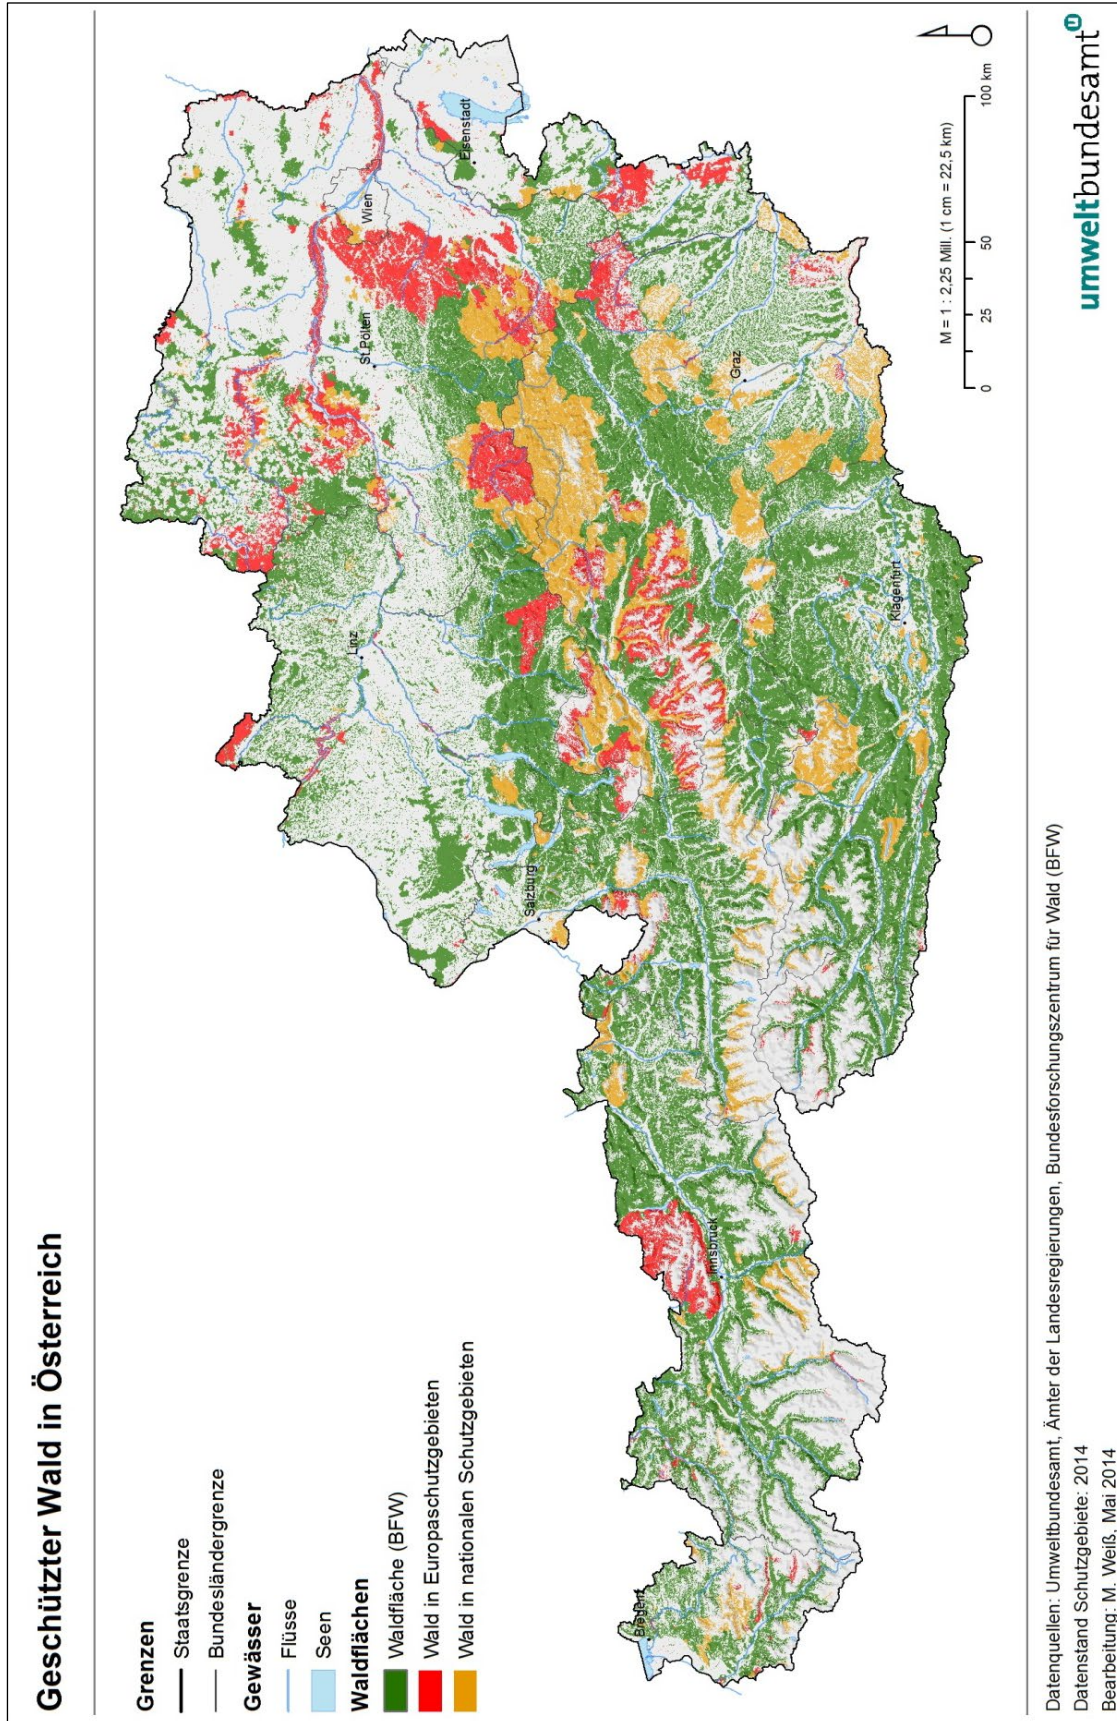 Geschützter Wald in Österreich
Grenzen
Staatsgrenze
Bundesländergrenze
Gewässer
Flüsse
Seen
Waldflächen
Waldfläche (BFW)
Wald in Europaschutzgebieten
Wald in nationalen Schutzgebieten
Linz
St.Pölten
Wien
Eisenstadt
Salzburg
Bregenz
Innsbruck
Graz
Klagenfurt
M = 1 : 2,25 Mill. (1 cm = 22,5 km)
0 25 50 100 km
Datenquellen: Umweltbundesamt, Ämter der Landesregierungen, Bundesforschungszentrum für Wald (BFW)
Datenstand Schutzgebiete: 2014
Bearbeitung: M. Weiß, Mai 2014
umweltbundesamt u